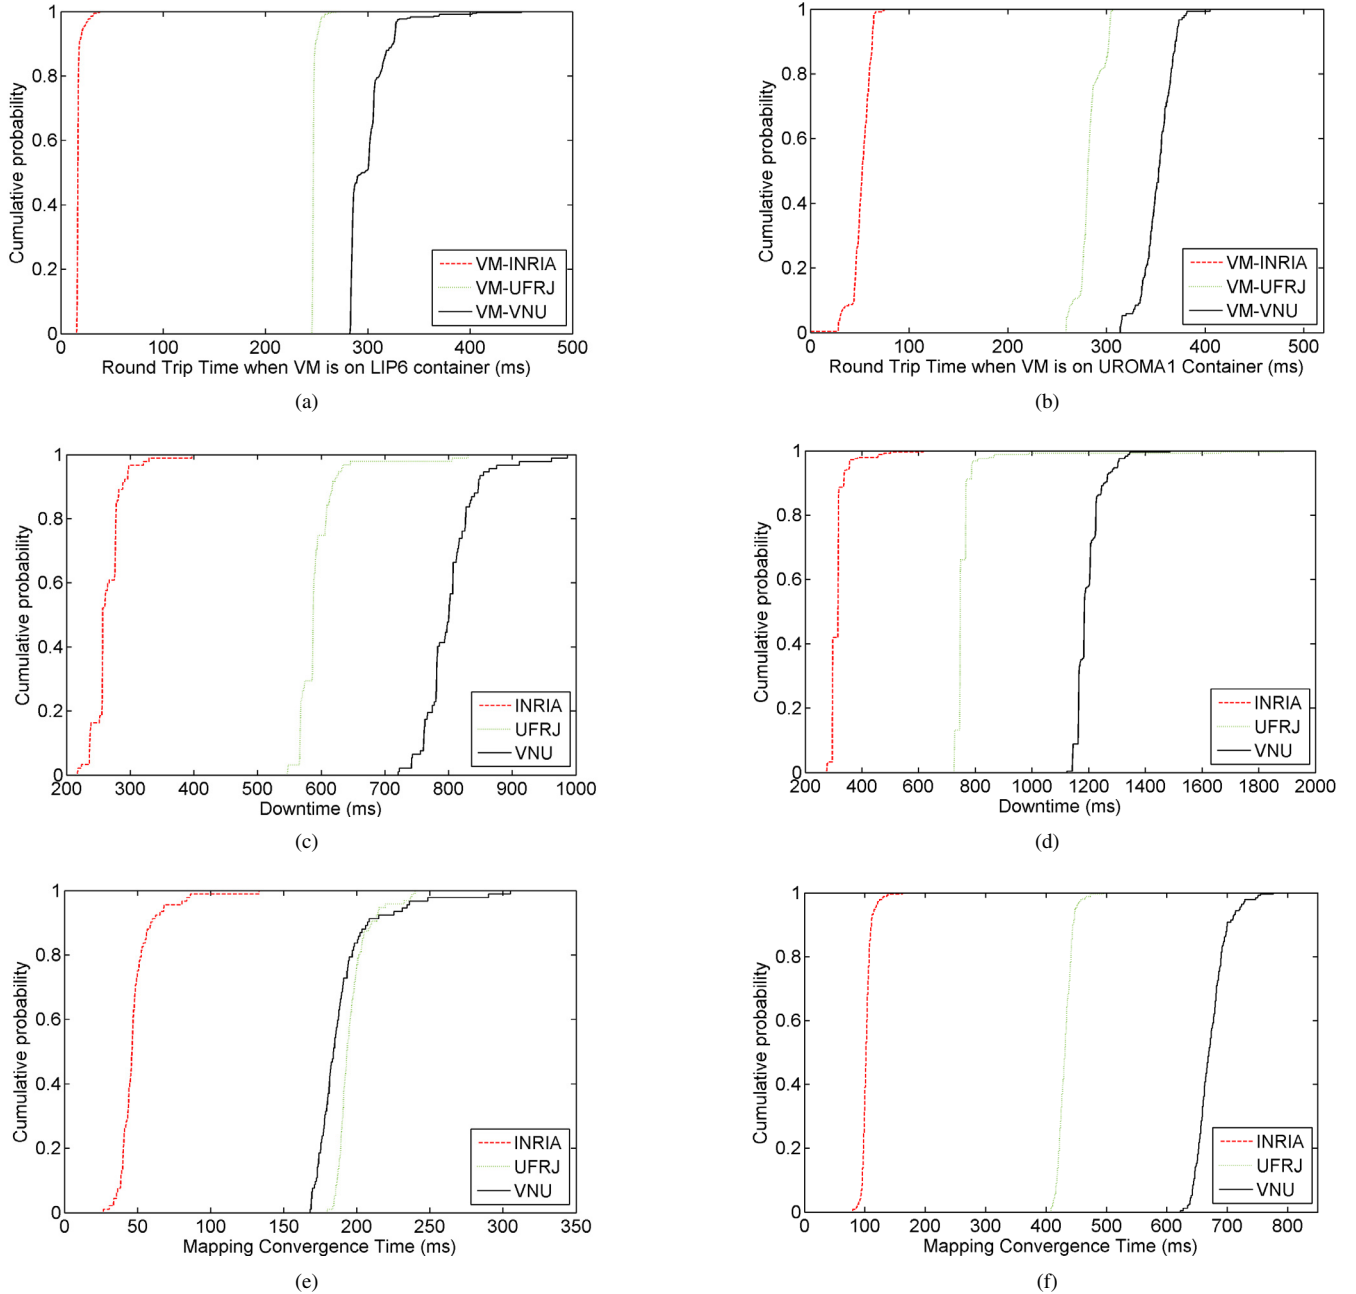 1
0.8
0.6
0.4
0.2
0
Cumulative probability
0 100 200 300 400 500
Round Trip Time when VM is on LIP6 container (ms)
VM-INRIA
VM-UFRJ
VM-VNU
(a)
1
0.8
0.6
0.4
0.2
0
Cumulative probability
0 100 200 300 400 500
Round Trip Time when VM is on UROMA1 Container (ms)
VM-INRIA
VM-UFRJ
VM-VNU
(b)
1
0.8
0.6
0.4
0.2
0
Cumulative probability
200 300 400 500 600 700 800 900 1000
Downtime (ms)
INRIA
UFRJ
VNU
(c)
1
0.8
0.6
0.4
0.2
0
Cumulative probability
200 400 600 800 1000 1200 1400 1600 1800 2000
Downtime (ms)
INRIA
UFRJ
VNU
(d)
1
0.8
0.6
0.4
0.2
0
Cumulative probability
0 50 100 150 200 250 300 350
Mapping Convergence Time (ms)
INRIA
UFRJ
VNU
(e)
1
0.8
0.6
0.4
0.2
0
Cumulative probability
0 100 200 300 400 500 600 700 800
Mapping Convergence Time (ms)
INRIA
UFRJ
VNU
(f)